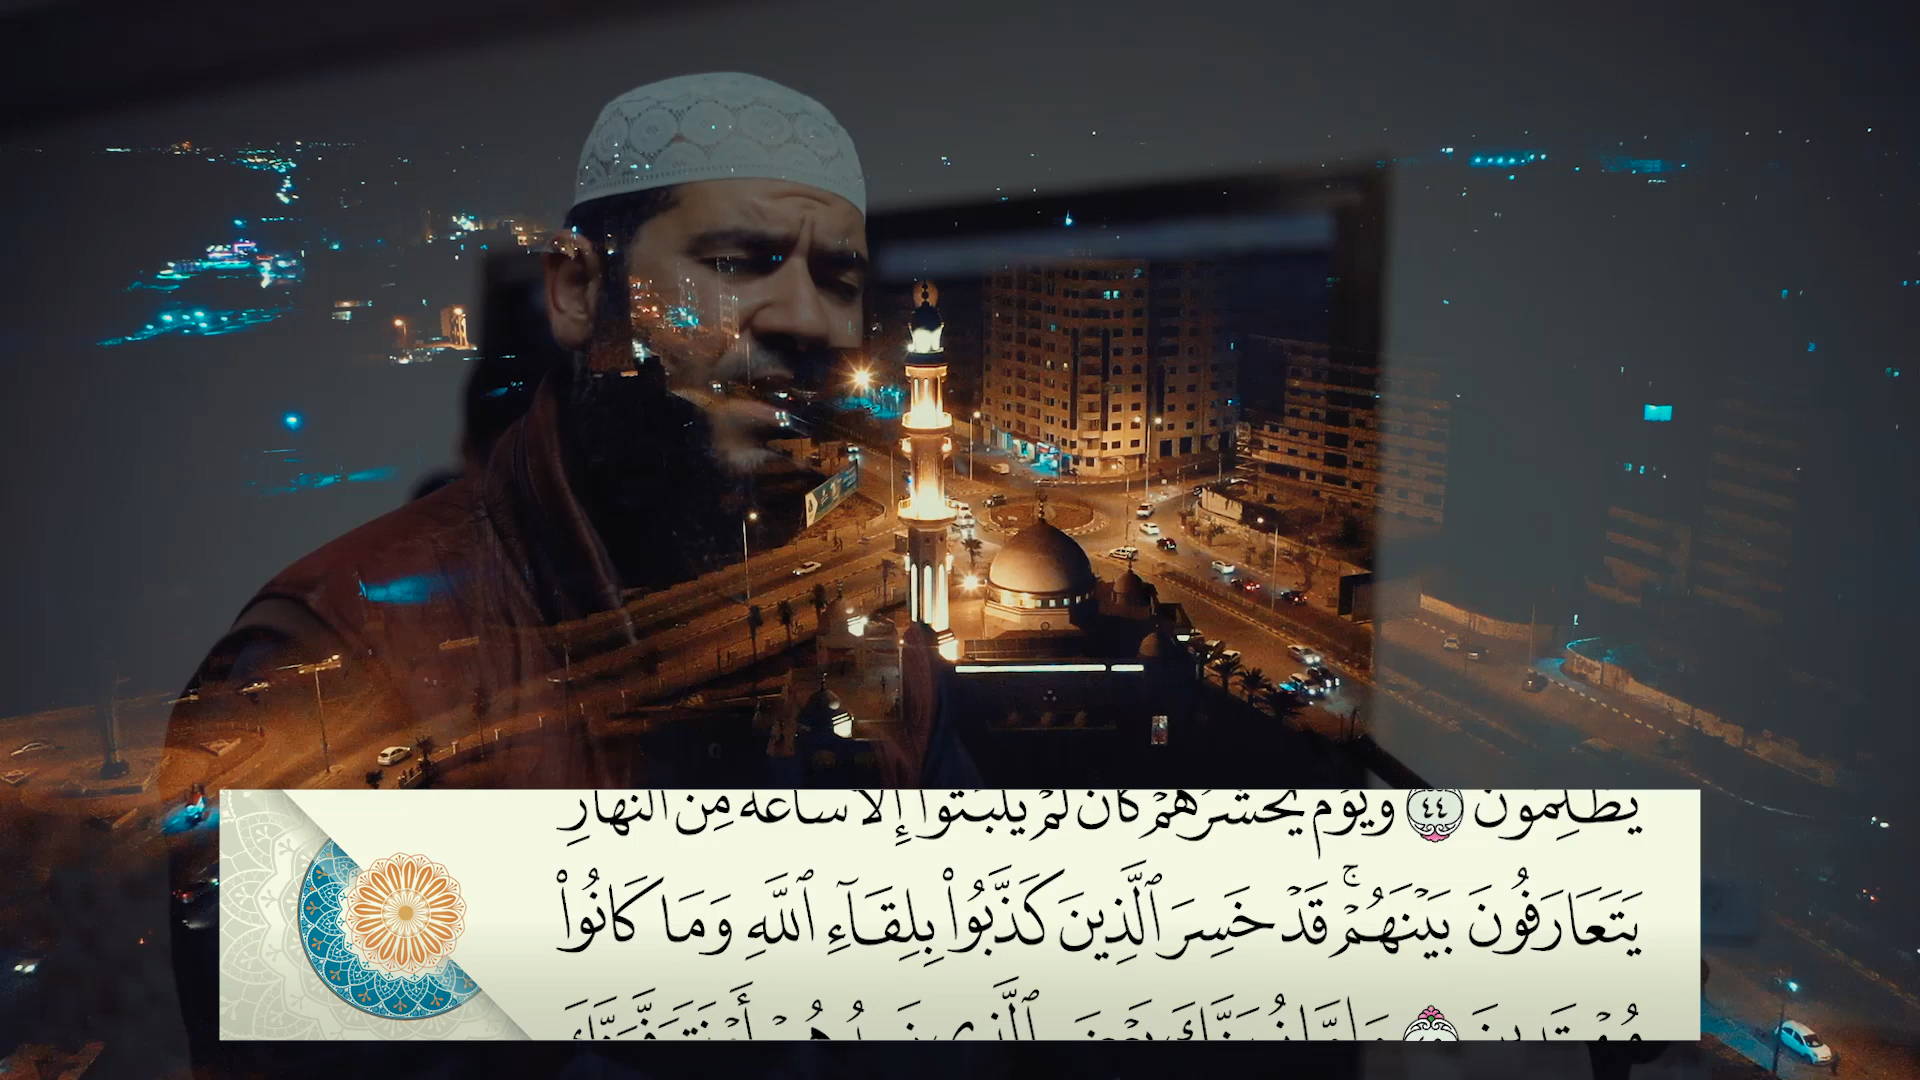 يَظْلِمُونَ ٤٤ وَيَوْمَ يَحْشُرُهُمْ كَأَن لَّمْ يَلْبَثُوٓا۟ إِلَّا سَاعَةً مِّنَ ٱلنَّهَارِ
يَتَعَارَفُونَ بَيْنَهُمْ ۚ قَدْ خَسِرَ ٱلَّذِينَ كَذَّبُوا۟ بِلِقَآءِ ٱللَّهِ وَمَا كَانُوا۟